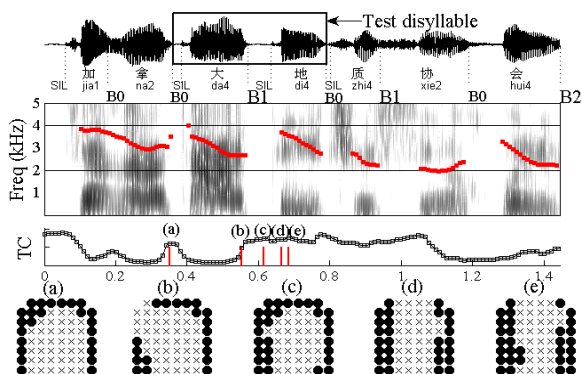 Test disyllable
加 拿 大 地 质 协 会
SIL jia1 na2 SIL da4 SIL di4 SIL zhi4 xie2 hui4
B0 B0 B1 B0 B1 B0 B2
Freq (kHz)
5
4
3
2
1
(a) (b) (c) (d) (e)
TC
0 0.2 0.4 0.6 0.8 1 1.2 1.4
(a) (b) (c) (d) (e)